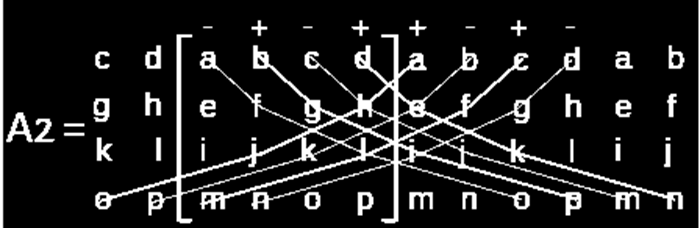 - + - + + - + -
c d [ a b c d ] a b c d a b
g h e f g h e f g h e f
A2 =
k l i j k l i j k l i j
o p m n o p m n o p m n